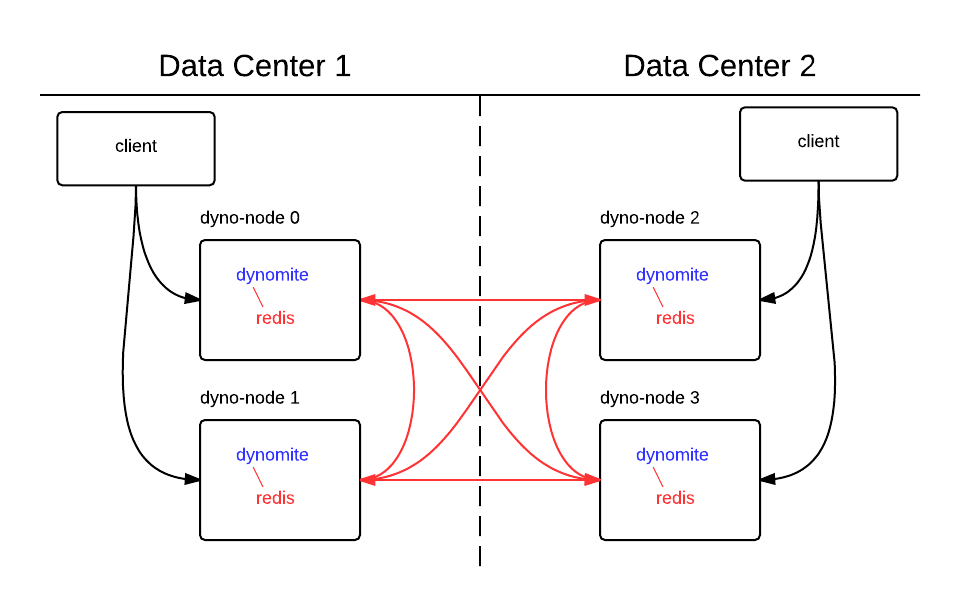 Data Center 1
Data Center 2
client
client
dyno-node 0
dyno-node 2
dynomite
redis
dynomite
redis
dyno-node 1
dyno-node 3
dynomite
redis
dynomite
redis